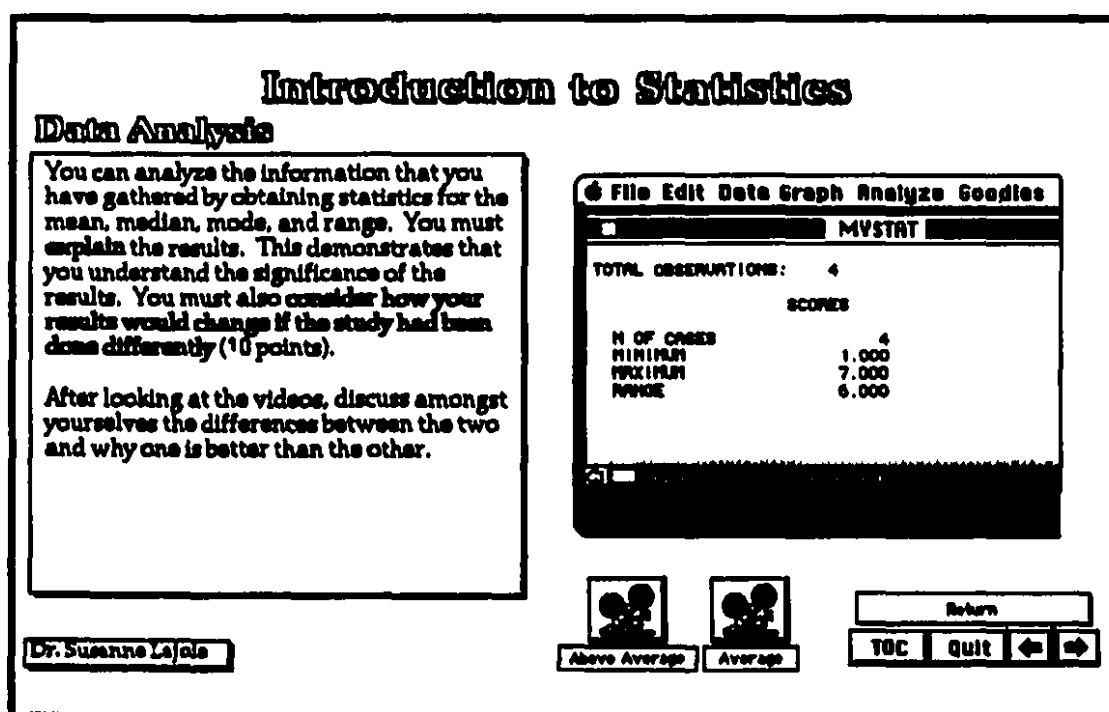 Introduction to Statistics
Data Analysis
You can analyze the information that you
have gathered by obtaining statistics for the
mean, median, mode, and range. You must
explain the results. This demonstrates that
you understand the significance of the
results. You must also consider how your
results would change if the study had been
done differently (10 points).
After looking at the videos, discuss amongst
yourselves the differences between the two
and why one is better than the other.
Dr. Susanne Lajoie
File Edit Data Graph Analyze Goodies
MYSTAT
TOTAL OBSERVATIONS: 4
SCORES
N OF CASES 4
MINIMUM 1.000
MAXIMUM 7.000
RANGE 6.000
Above Average
Average
Return
TOC Quit